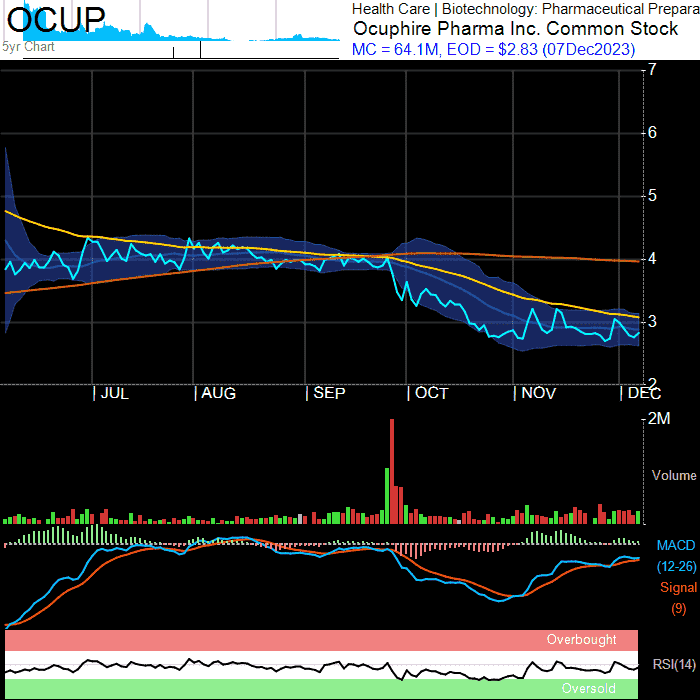 OCUP
5yr Chart
Health Care | Biotechnology: Pharmaceutical Prepara
Ocuphire Pharma Inc. Common Stock
MC = 64.1M, EOD = $2.83 (07Dec2023)
7
6
5
4
3
2
| JUL | AUG | SEP | OCT | NOV | DEC
2M
Volume
MACD
(12-26)
Signal
(9)
Overbought
RSI(14)
Oversold